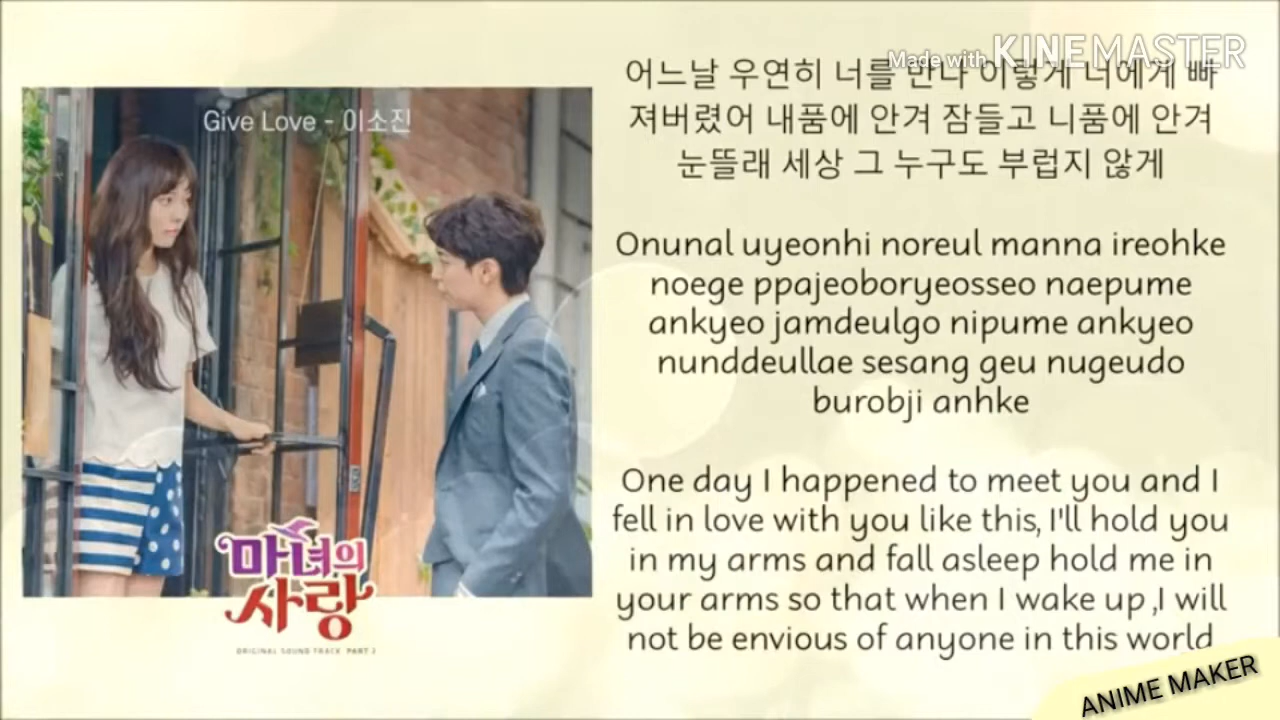 Made with KINEMASTER
Give Love - 이소진
마녀의
사랑
ORIGINAL SOUND TRACK PART
어느날 우연히 너를 만나 이렇게 너에게 빠
져버렸어 내품에 안겨 잠들고 니품에 안겨
눈뜰래 세상 그 누구도 부럽지 않게
Onunal uyeonhi noreul manna ireohke
noege ppajeoboryeosseo naepume
ankyeo jamdeulgo nipume ankyeo
nunddeullae sesang geu nugeudo
burobji anhke
One day I happened to meet you and I
fell in love with you like this, I'll hold you
in my arms and fall asleep hold me in
your arms so that when I wake up ,I will
not be envious of anyone in this world
ANIME MAKER